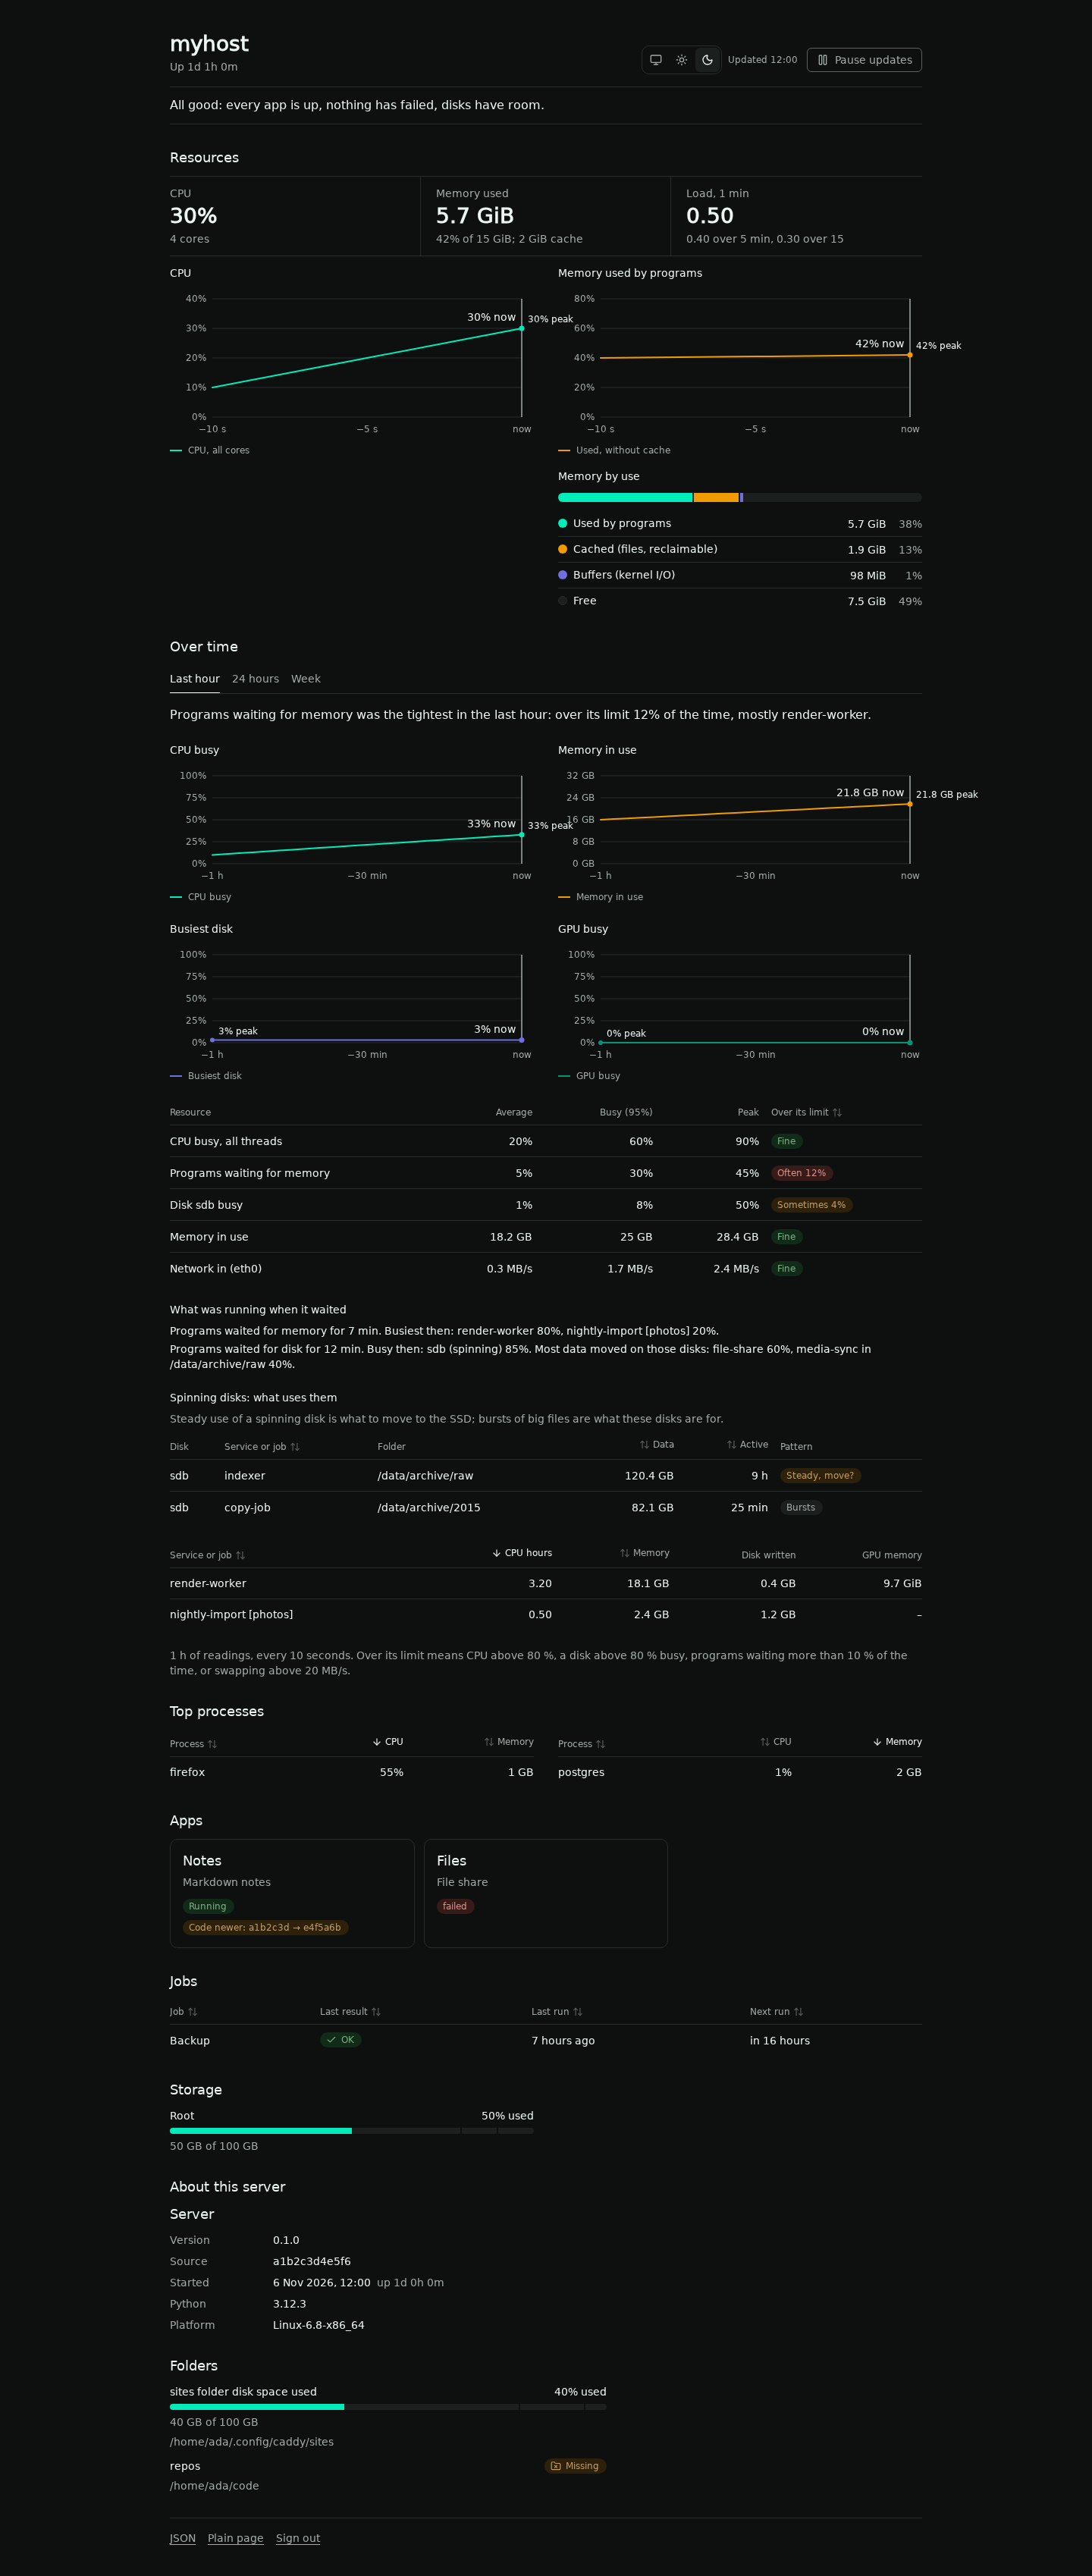 myhost
Up 1d 1h 0m
Updated 12:00
Pause updates
All good: every app is up, nothing has failed, disks have room.
Resources
CPU
30%
4 cores
Memory used
5.7 GiB
42% of 15 GiB; 2 GiB cache
Load, 1 min
0.50
0.40 over 5 min, 0.30 over 15
CPU
40%
30%
20%
10%
0%
30% now
30% peak
−10 s
−5 s
now
CPU, all cores
Memory used by programs
80%
60%
40%
20%
0%
42% now
42% peak
−10 s
−5 s
now
Used, without cache
Memory by use
Used by programs 5.7 GiB 38%
Cached (files, reclaimable) 1.9 GiB 13%
Buffers (kernel I/O) 98 MiB 1%
Free 7.5 GiB 49%
Over time
Last hour 24 hours Week
Programs waiting for memory was the tightest in the last hour: over its limit 12% of the time, mostly render-worker.
CPU busy
100%
75%
50%
25%
0%
33% now
33% peak
−1 h
−30 min
now
CPU busy
Memory in use
32 GB
24 GB
16 GB
8 GB
0 GB
21.8 GB now
21.8 GB peak
−1 h
−30 min
now
Memory in use
Busiest disk
100%
75%
50%
25%
0%
3% peak
3% now
−1 h
−30 min
now
Busiest disk
GPU busy
100%
75%
50%
25%
0%
0% peak
0% now
−1 h
−30 min
now
GPU busy
Resource Average Busy (95%) Peak Over its limit
CPU busy, all threads 20% 60% 90% Fine
Programs waiting for memory 5% 30% 45% Often 12%
Disk sdb busy 1% 8% 50% Sometimes 4%
Memory in use 18.2 GB 25 GB 28.4 GB Fine
Network in (eth0) 0.3 MB/s 1.7 MB/s 2.4 MB/s Fine
What was running when it waited
Programs waited for memory for 7 min. Busiest then: render-worker 80%, nightly-import [photos] 20%.
Programs waited for disk for 12 min. Busy then: sdb (spinning) 85%. Most data moved on those disks: file-share 60%, media-sync in
/data/archive/raw 40%.
Spinning disks: what uses them
Steady use of a spinning disk is what to move to the SSD; bursts of big files are what these disks are for.
Disk Service or job Folder Data Active Pattern
sdb indexer /data/archive/raw 120.4 GB 9 h Steady, move?
sdb copy-job /data/archive/2015 82.1 GB 25 min Bursts
Service or job CPU hours Memory Disk written GPU memory
render-worker 3.20 18.1 GB 0.4 GB 9.7 GiB
nightly-import [photos] 0.50 2.4 GB 1.2 GB –
1 h of readings, every 10 seconds. Over its limit means CPU above 80 %, a disk above 80 % busy, programs waiting more than 10 % of the
time, or swapping above 20 MB/s.
Top processes
Process CPU Memory
firefox 55% 1 GB
Process CPU Memory
postgres 1% 2 GB
Apps
Notes
Markdown notes
Running
Code newer: a1b2c3d → e4f5a6b
Files
File share
failed
Jobs
Job Last result Last run Next run
Backup OK 7 hours ago in 16 hours
Storage
Root 50% used
50 GB of 100 GB
About this server
Server
Version 0.1.0
Source a1b2c3d4e5f6
Started 6 Nov 2026, 12:00 up 1d 0h 0m
Python 3.12.3
Platform Linux-6.8-x86_64
Folders
sites folder disk space used 40% used
40 GB of 100 GB
/home/ada/.config/caddy/sites
repos Missing
/home/ada/code
JSON Plain page Sign out